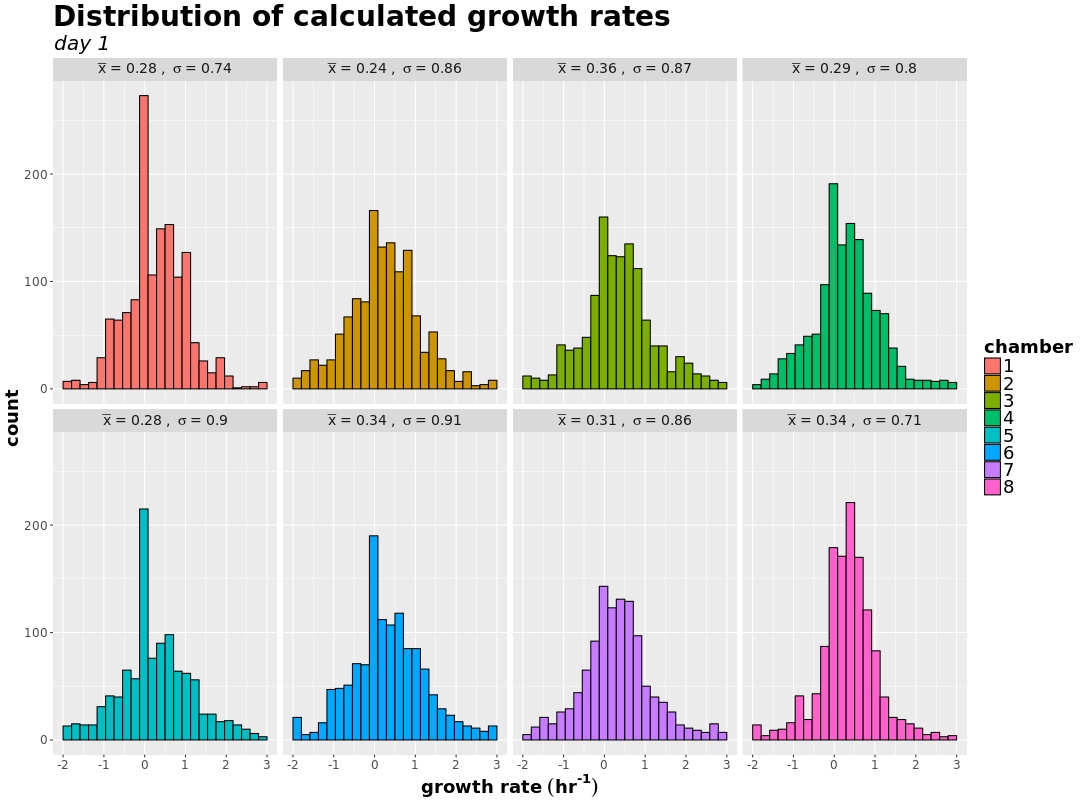 Distribution of calculated growth rates
day 1
x̅ = 0.28 , σ = 0.74
x̅ = 0.24 , σ = 0.86
x̅ = 0.36 , σ = 0.87
x̅ = 0.29 , σ = 0.8
200
100
0
x̅ = 0.28 , σ = 0.9
x̅ = 0.34 , σ = 0.91
x̅ = 0.31 , σ = 0.86
x̅ = 0.34 , σ = 0.71
200
100
0
-2 -1 0 1 2 3
-2 -1 0 1 2 3
-2 -1 0 1 2 3
-2 -1 0 1 2 3
growth rate (hr⁻¹)
count
chamber
1
2
3
4
5
6
7
8